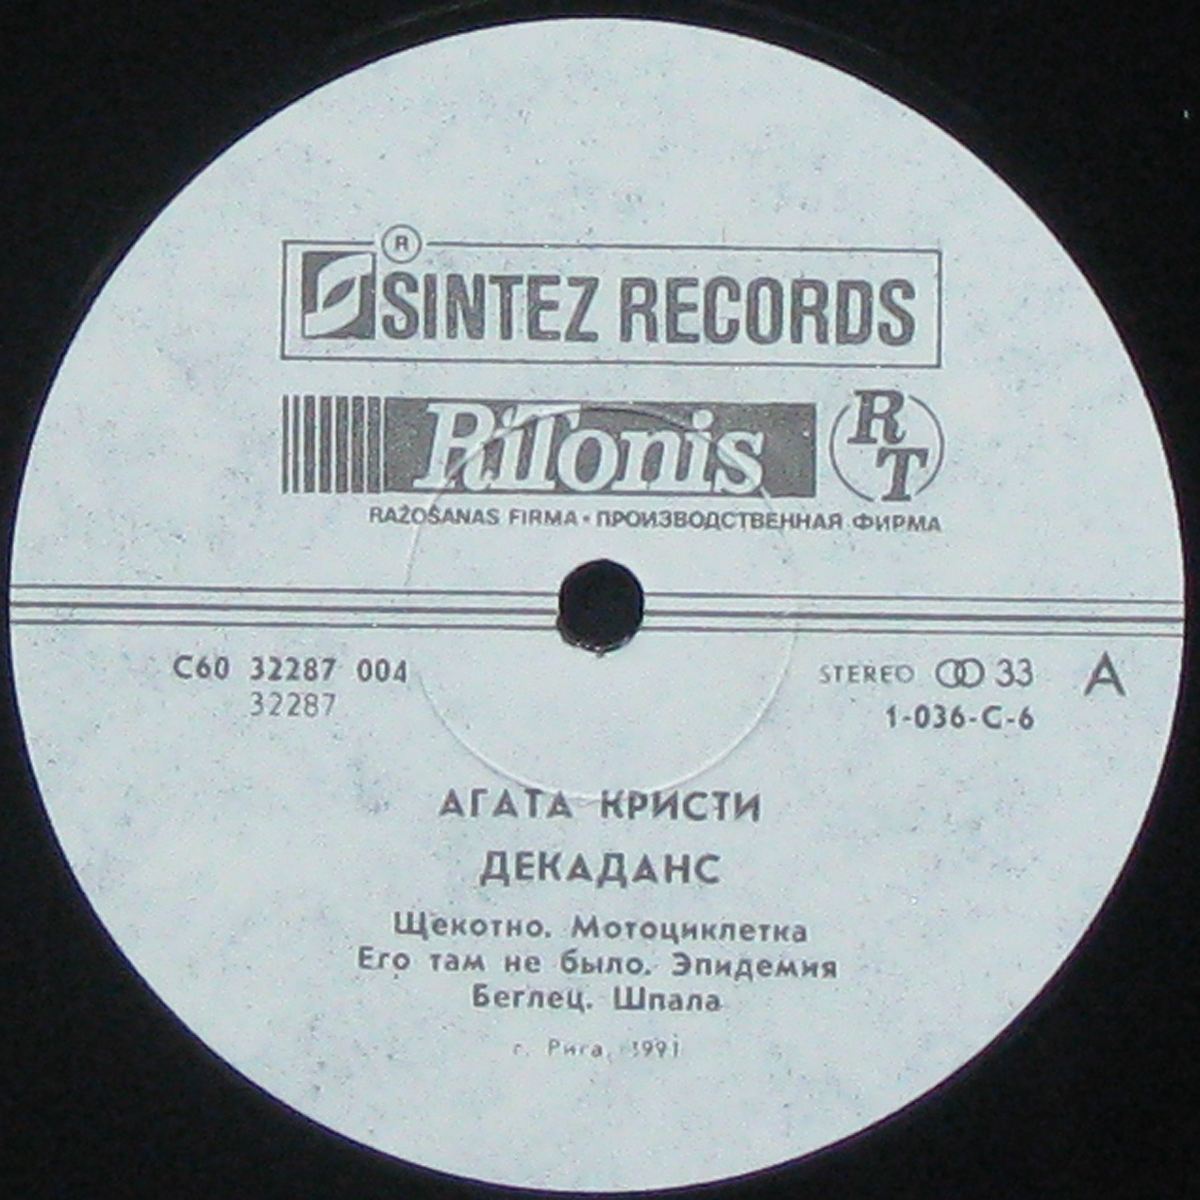 ®
SINTEZ RECORDS
RiTonis RT
RAŽOŠANAS FIRMA • ПРОИЗВОДСТВЕННАЯ ФИРМА
С60 32287 004
32287
STEREO 33 A
1-036-С-6
АГАТА КРИСТИ
ДЕКАДАНС
Щекотно. Мотоциклетка
Его там не было. Эпидемия
Беглец. Шпала
г. Рига, 1991